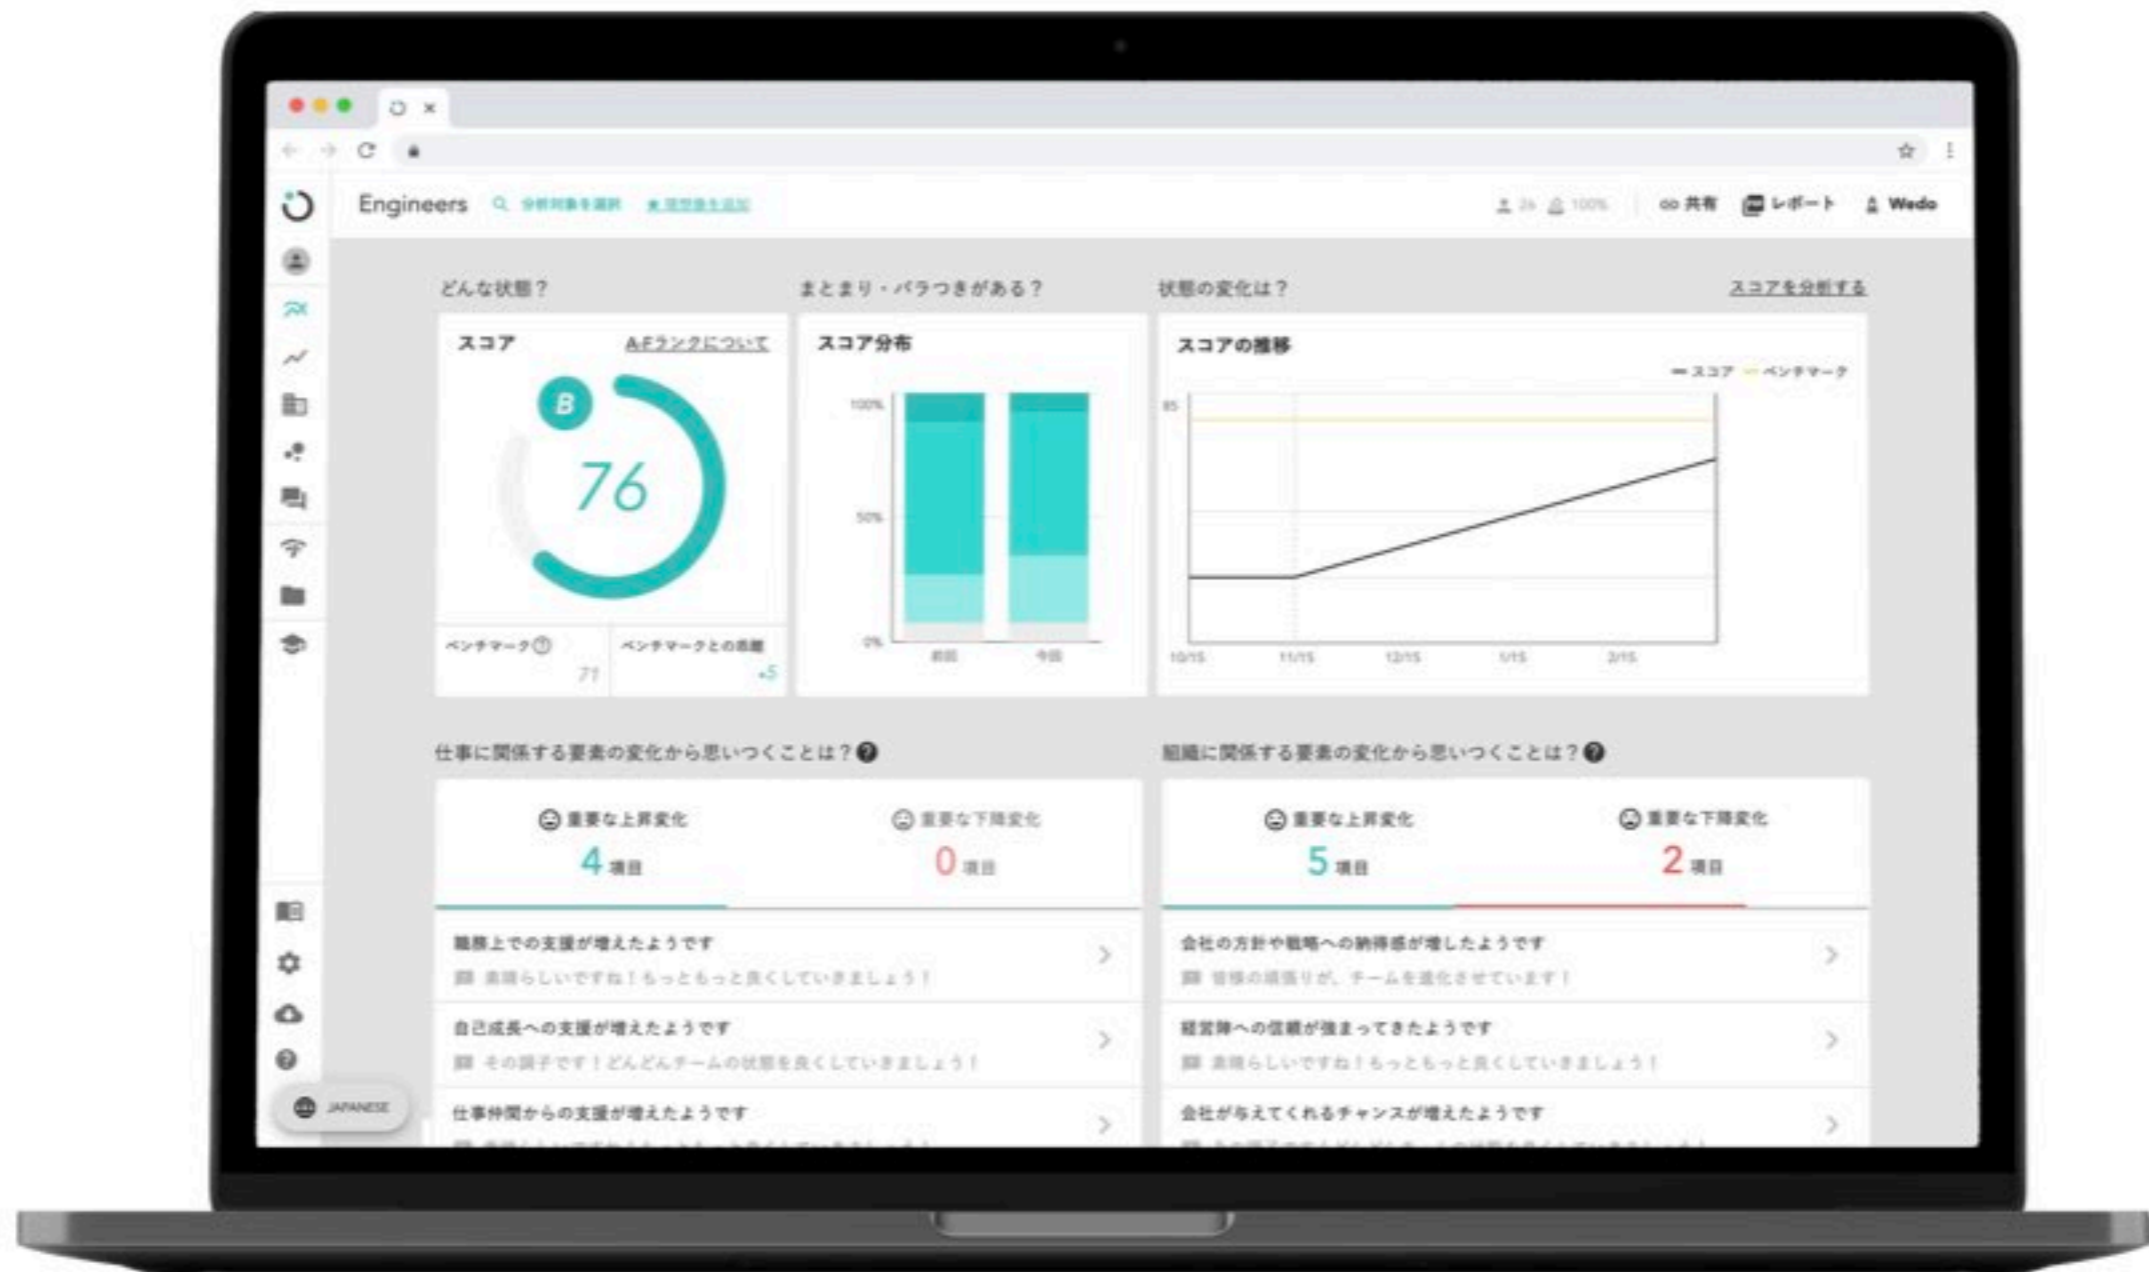 Engineers 分析対象を選択 ★ 理想像を追加 26 100% 共有 レポート Wedo
どんな状態？ まとまり・バラつきがある？ 状態の変化は？ スコアを分析する
スコア A-Fランクについて スコア分布 スコアの推移
スコア ベンチマーク
B
76
100%
50%
0%
前回 今回
85
10/15 11/15 12/15 1/15 2/15
ベンチマーク ? ベンチマークとの乖離
71 +5
仕事に関係する要素の変化から思いつくことは？ ? 組織に関係する要素の変化から思いつくことは？ ?
重要な上昇変化 重要な下降変化 重要な上昇変化 重要な下降変化
4 項目 0 項目 5 項目 2 項目
職務上での支援が増えたようです
素晴らしいですね！もっともっと良くしていきましょう！
自己成長への支援が増えたようです
その調子です！どんどんチームの状態を良くしていきましょう！
仕事仲間からの支援が増えたようです
会社の方針や戦略への納得感が増したようです
皆様の頑張りが、チームを進化させています！
経営陣への信頼が強まってきたようです
素晴らしいですね！もっともっと良くしていきましょう！
会社が与えてくれるチャンスが増えたようです
JAPANESE